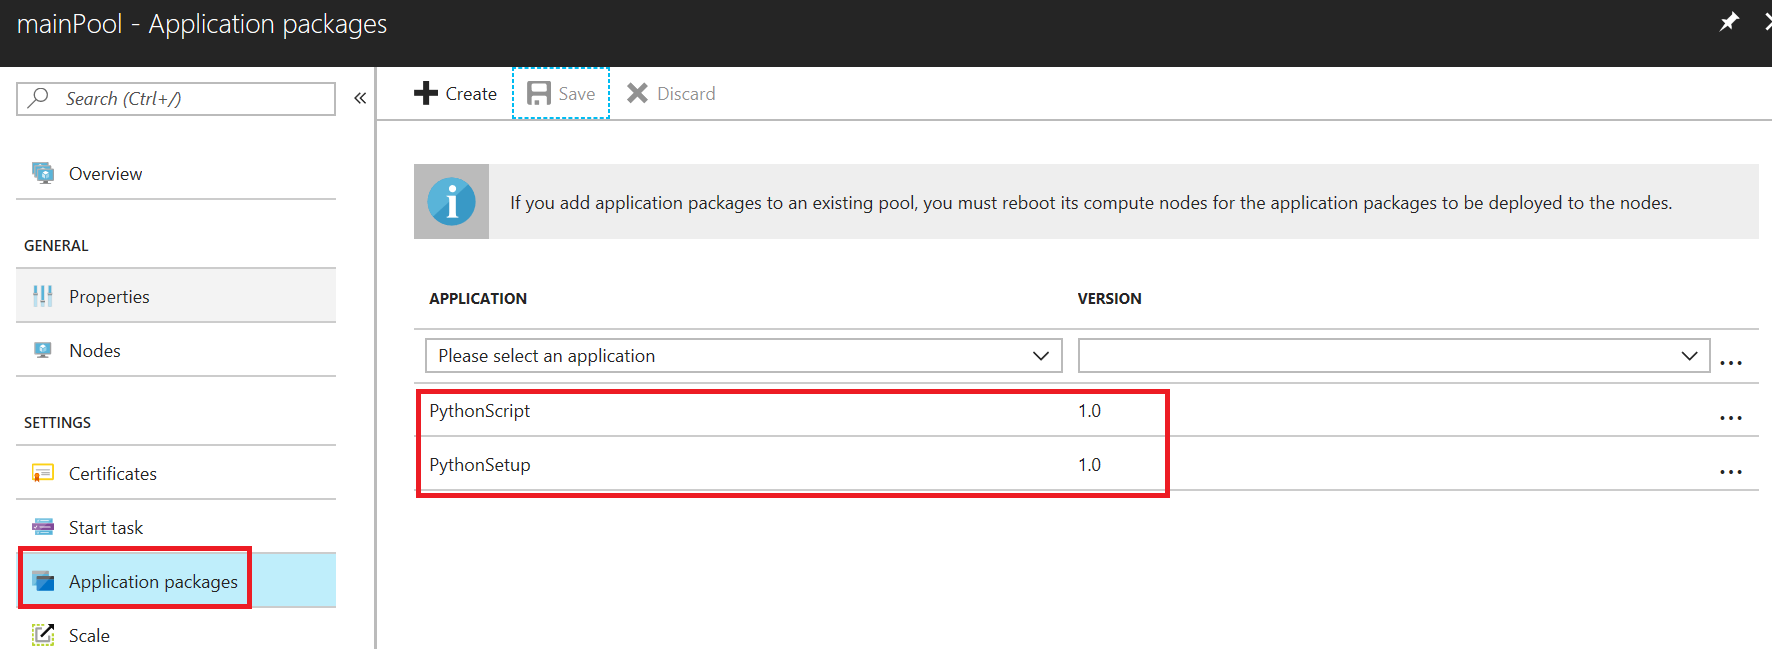 mainPool - Application packages
Search (Ctrl+/)
«
Create
Save
Discard
Overview
GENERAL
Properties
Nodes
SETTINGS
Certificates
Start task
Application packages
Scale
If you add application packages to an existing pool, you must reboot its compute nodes for the application packages to be deployed to the nodes.
APPLICATION VERSION
Please select an application ...
PythonScript 1.0 ...
PythonSetup 1.0 ...